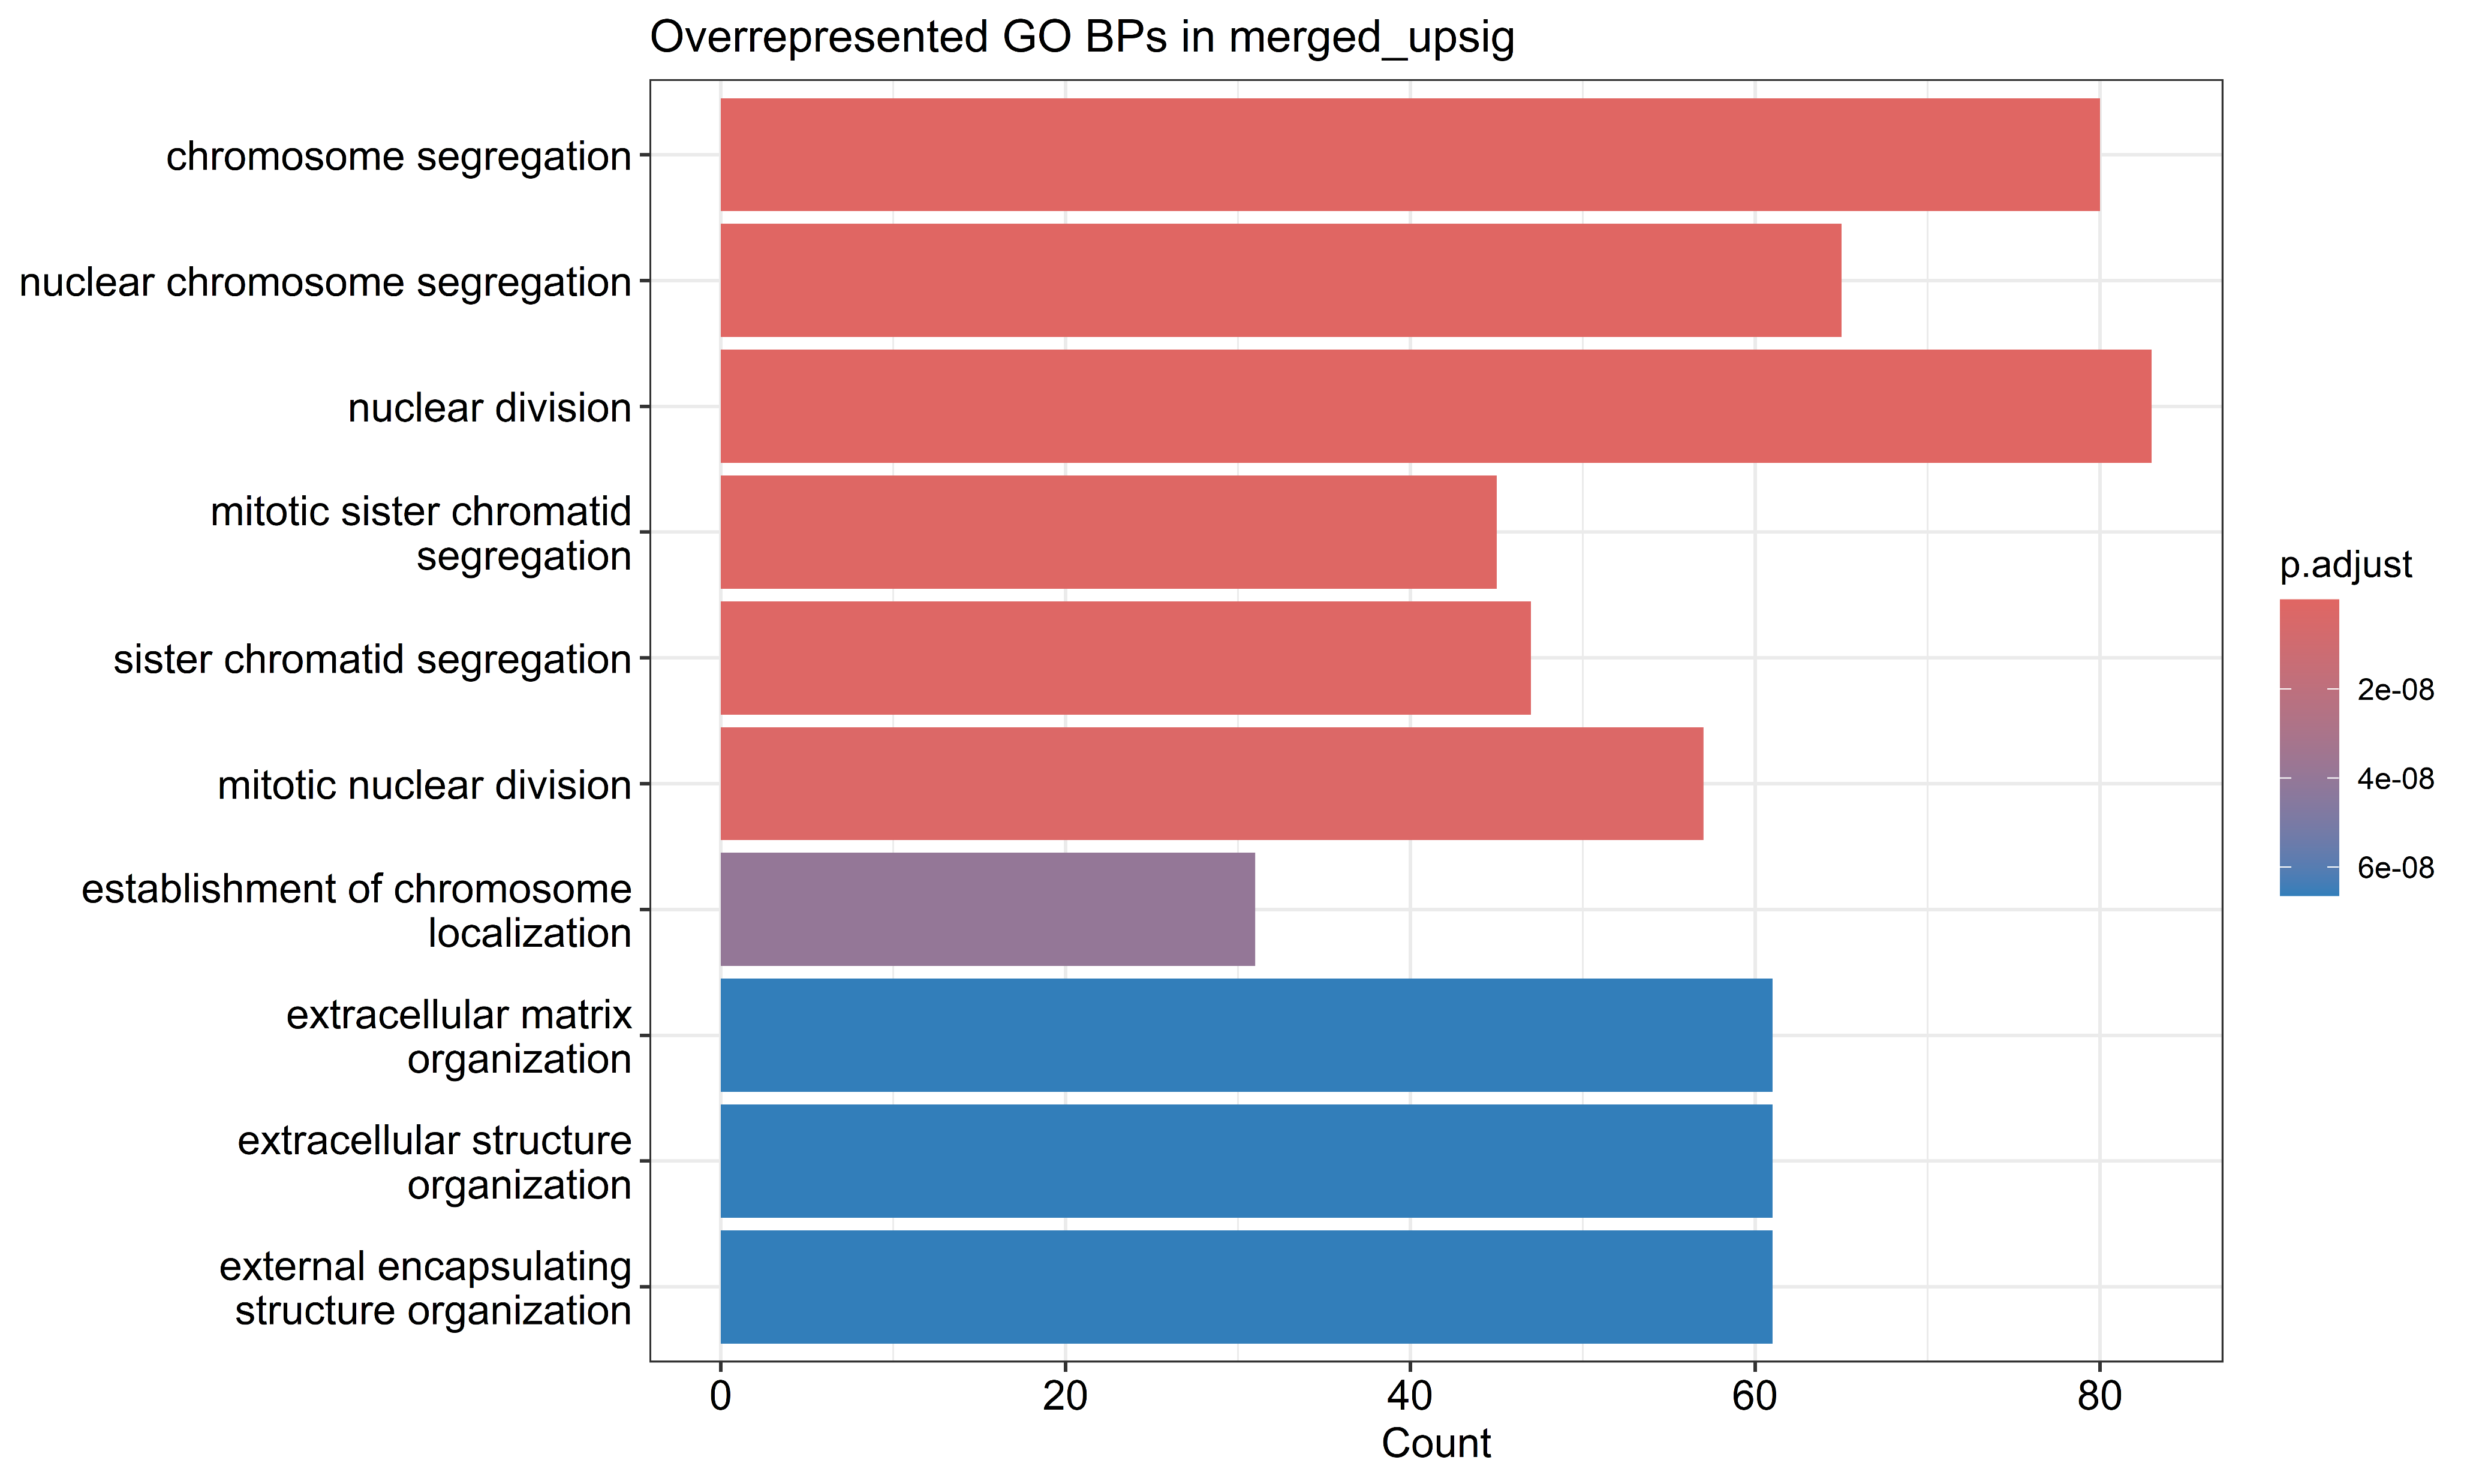 Overrepresented GO BPs in merged_upsig
chromosome segregation
nuclear chromosome segregation
nuclear division
mitotic sister chromatid
segregation
sister chromatid segregation
mitotic nuclear division
establishment of chromosome
localization
extracellular matrix
organization
extracellular structure
organization
external encapsulating
structure organization
0
20
40
60
80
Count
p.adjust
2e-08
4e-08
6e-08